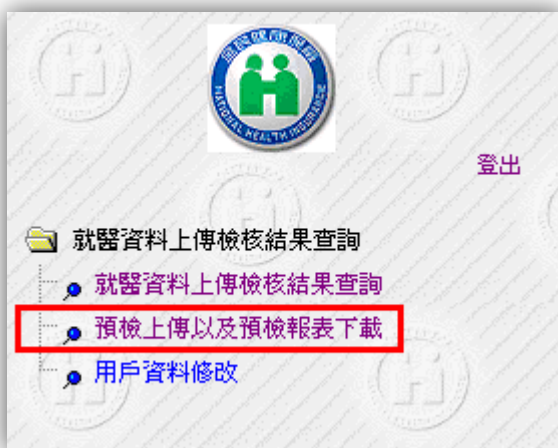 全民健康保險
NATIONAL HEALTH INSURANCE
登出
就醫資料上傳檢核結果查詢
就醫資料上傳檢核結果查詢
預檢上傳以及預檢報表下載
用戶資料修改